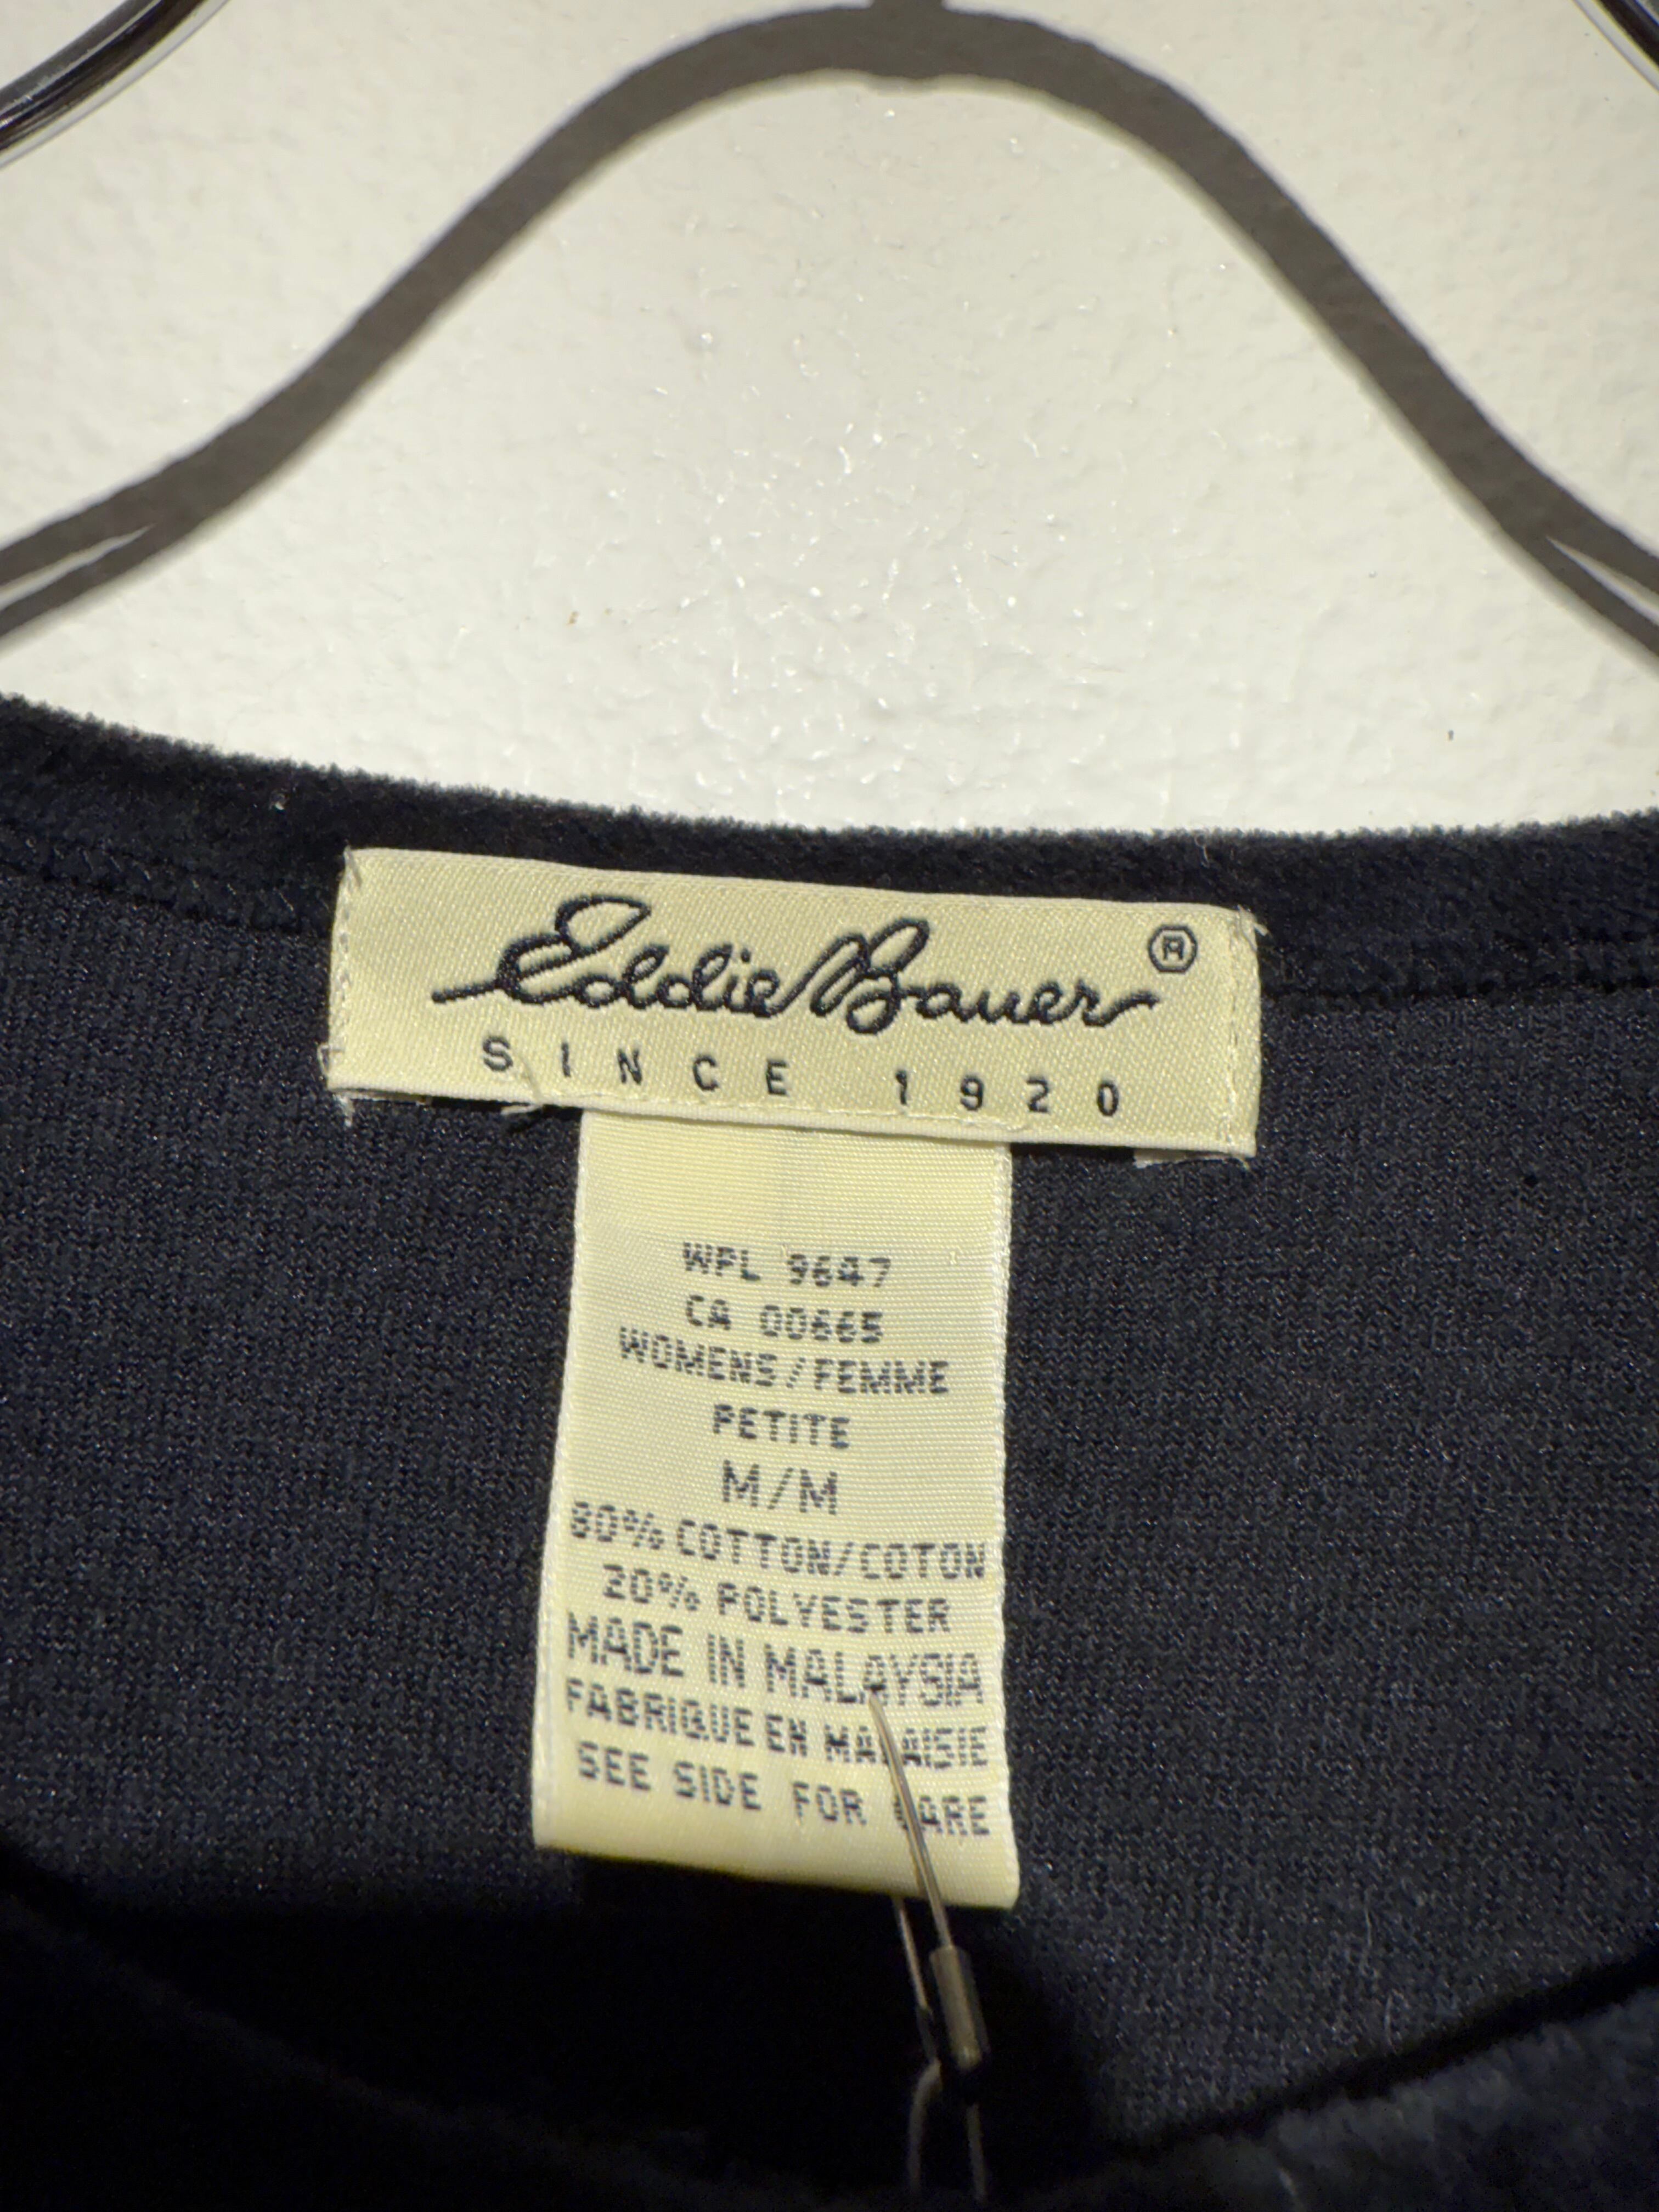 Eddie Bauer ®
SINCE 1920
WPL 9647
CA 00665
WOMENS//FEMME
PETITE
M/M
80% COTTON/COTON
20% POLYESTER
MADE IN MALAYSIA
FABRIQUE EN MALAISIE
SEE SIDE FOR CARE